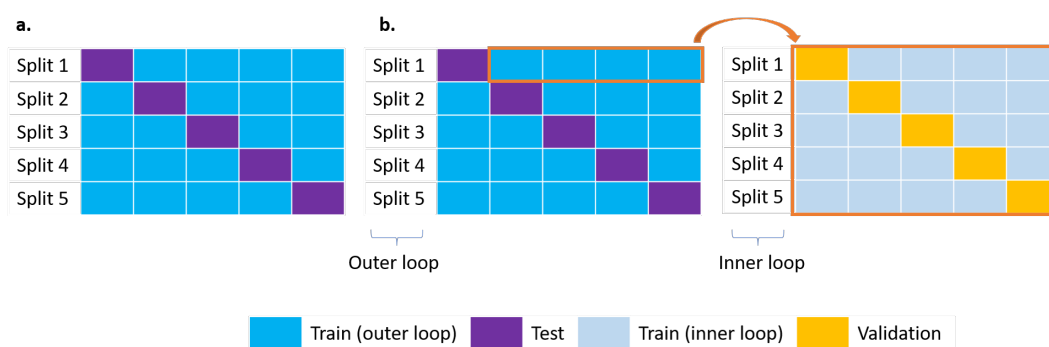 a.
Split 1
Split 2
Split 3
Split 4
Split 5
b.
Split 1
Split 2
Split 3
Split 4
Split 5
Outer loop
Split 1
Split 2
Split 3
Split 4
Split 5
Inner loop
Train (outer loop) Test Train (inner loop) Validation